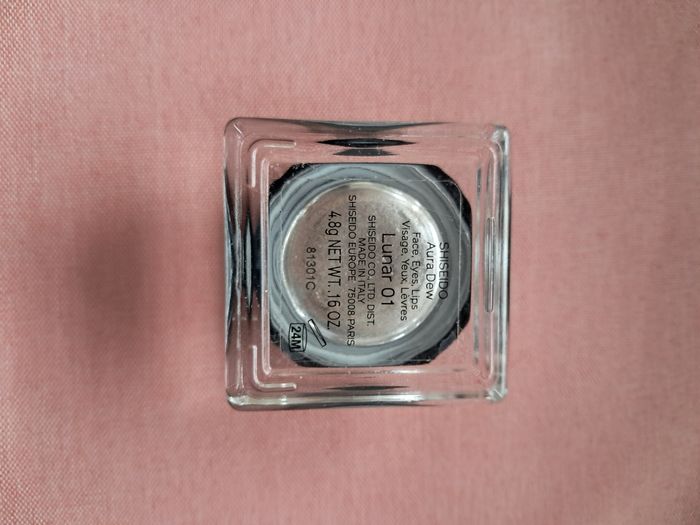 SHISEIDO
Aura Dew
Face, Eyes, Lips
Visage, Yeux, Lèvres
Lunar 01
SHISEIDO CO., LTD. DIST.
MADE IN ITALY
SHISEIDO EUROPE, 75008 PARIS
4.8g NET WT. .16 OZ.
81301C
24M